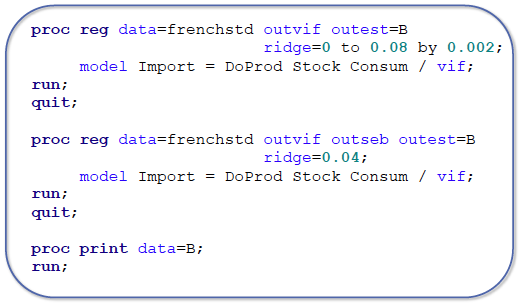 proc reg data=frenchstd outvif outest=B
ridge=0 to 0.08 by 0.002;
model Import = DoProd Stock Consum / vif;
run;
quit;
proc reg data=frenchstd outvif outseb outest=B
ridge=0.04;
model Import = DoProd Stock Consum / vif;
run;
quit;
proc print data=B;
run;